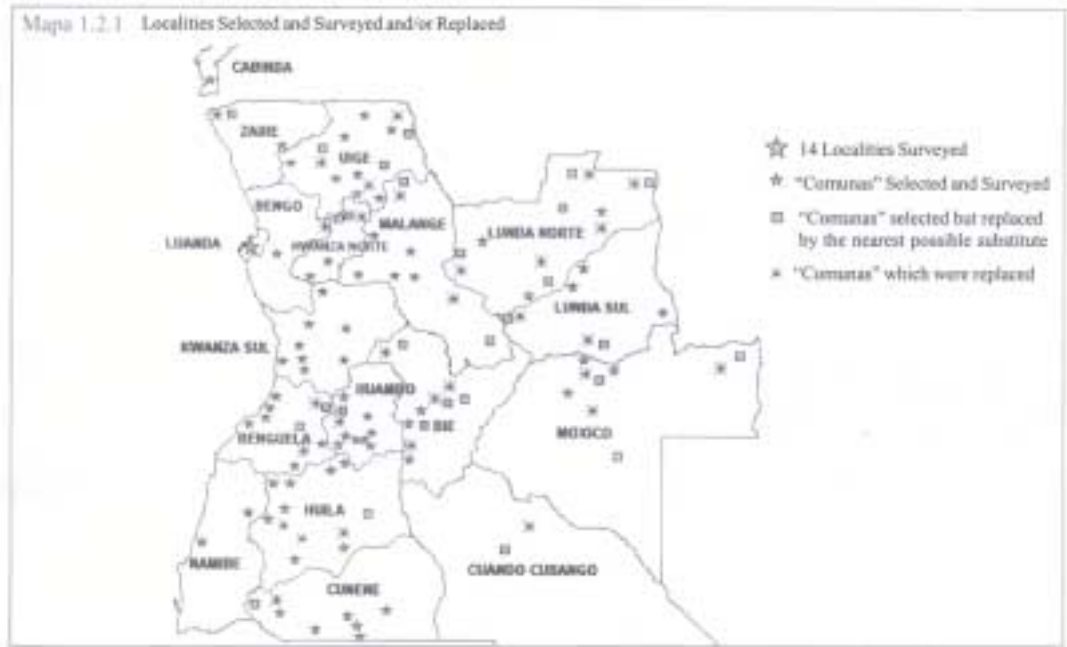 Mapa 1.2.1 Localities Selected and Surveyed and/or Replaced
CABINDA
ZAIRE
UIGE
14 Localities Surveyed
"Comunas" Selected and Surveyed
"Comunas" selected but replaced
by the nearest possible substitute
"Comunas" which were replaced
BENGO
MALANGE
LUNDA NORTE
LUANDA
KWANZA NORTE
LUNDA SUL
KWANZA SUL
HUAMBO
BIE
BENGUELA
MOXICO
HUILA
NAMIBE
CUNENE
CUANDO CUBANGO